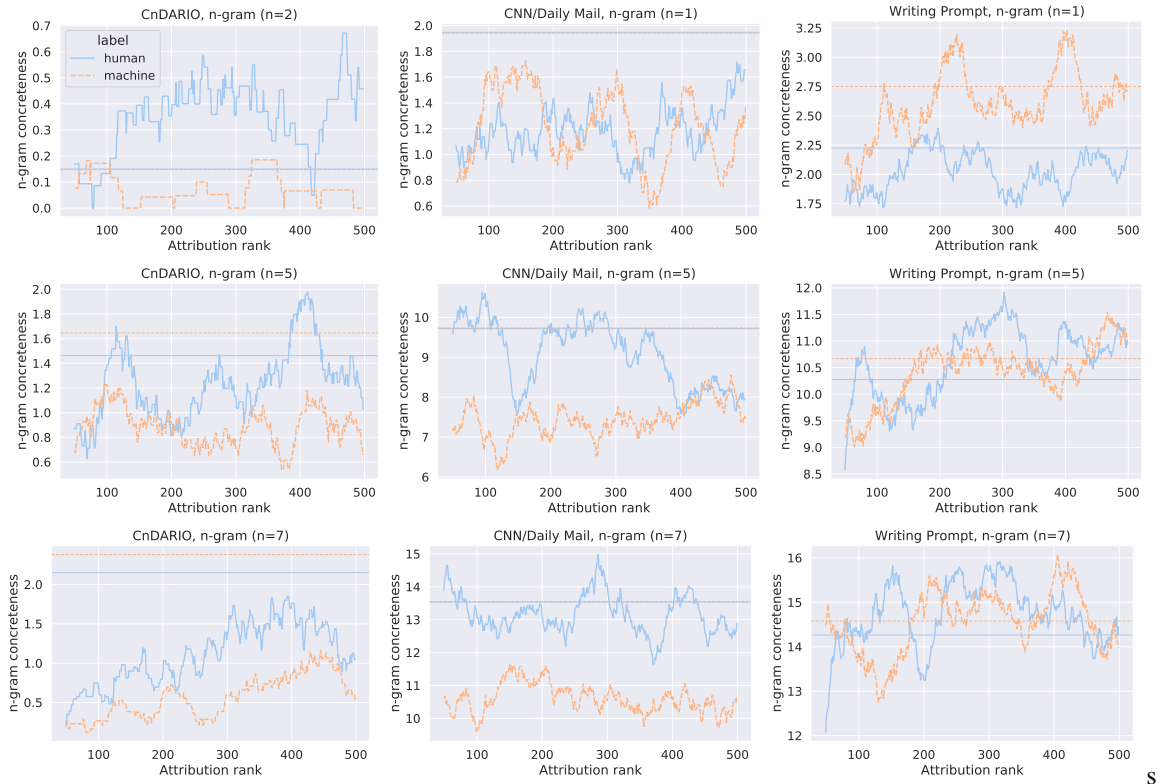 CnDARIO, n-gram (n=2)
n-gram concreteness
0.7
0.6
0.5
0.4
0.3
0.2
0.1
0.0
label
human
machine
100 200 300 400 500
Attribution rank
CNN/Daily Mail, n-gram (n=1)
n-gram concreteness
2.0
1.8
1.6
1.4
1.2
1.0
0.8
0.6
100 200 300 400 500
Attribution rank
Writing Prompt, n-gram (n=1)
n-gram concreteness
3.25
3.00
2.75
2.50
2.25
2.00
1.75
100 200 300 400 500
Attribution rank
CnDARIO, n-gram (n=5)
n-gram concreteness
2.0
1.8
1.6
1.4
1.2
1.0
0.8
0.6
100 200 300 400 500
Attribution rank
CNN/Daily Mail, n-gram (n=5)
n-gram concreteness
10
9
8
7
6
100 200 300 400 500
Attribution rank
Writing Prompt, n-gram (n=5)
n-gram concreteness
12.0
11.5
11.0
10.5
10.0
9.5
9.0
8.5
100 200 300 400 500
Attribution rank
CnDARIO, n-gram (n=7)
n-gram concreteness
2.0
1.5
1.0
0.5
100 200 300 400 500
Attribution rank
CNN/Daily Mail, n-gram (n=7)
n-gram concreteness
15
14
13
12
11
10
100 200 300 400 500
Attribution rank
Writing Prompt, n-gram (n=7)
n-gram concreteness
16
15
14
13
12
100 200 300 400 500
Attribution rank
s